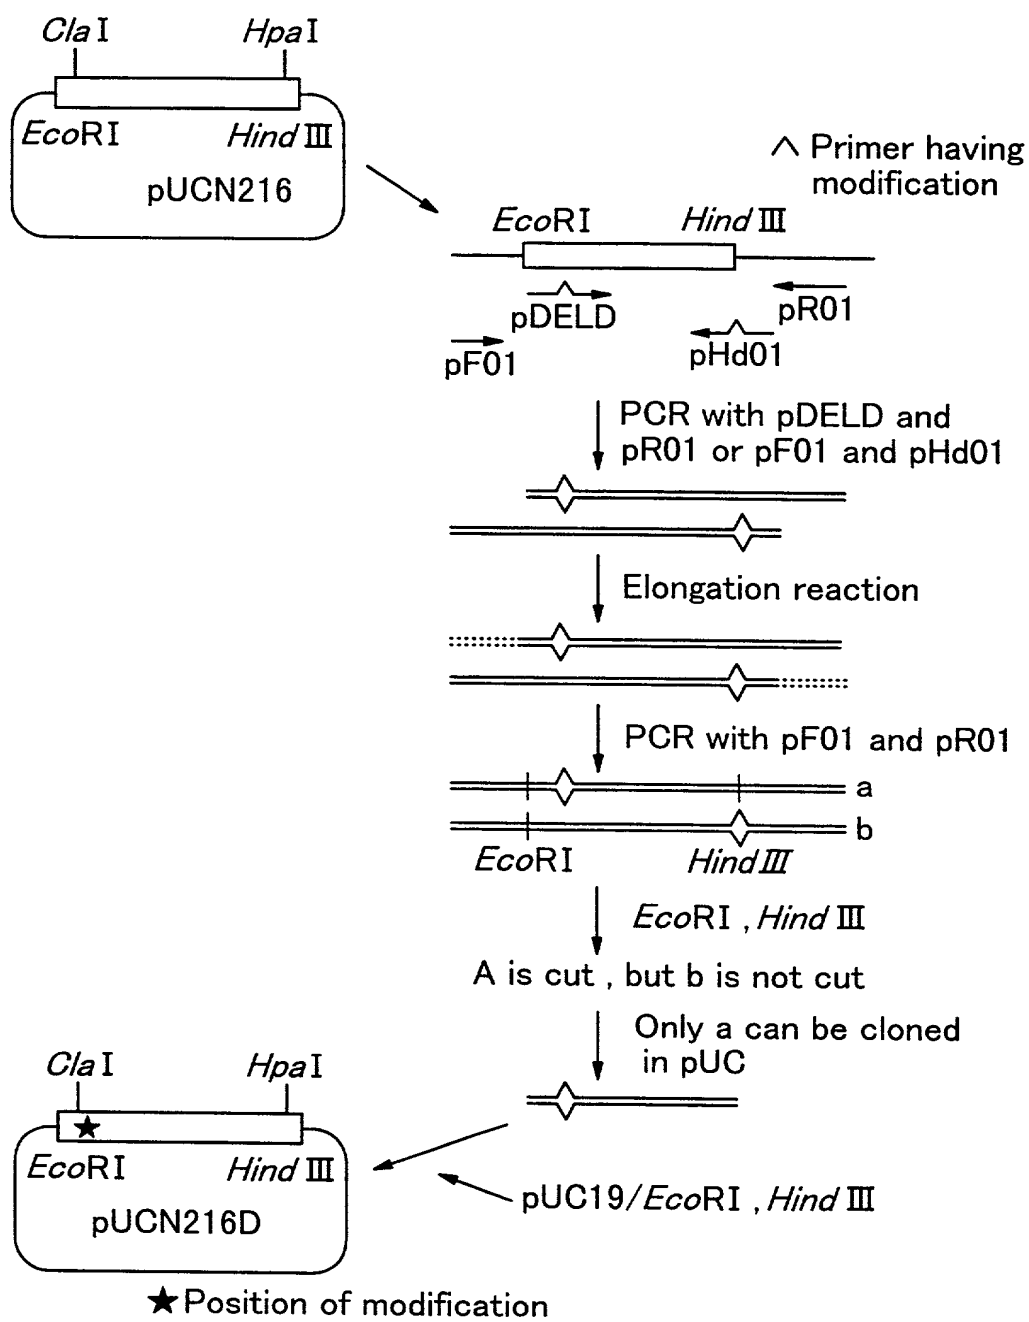 ClaI HpaI
EcoRI HindIII
pUCN216
^ Primer having
modification
EcoRI HindIII
pDELD
pR01
pF01
pHd01
PCR with pDELD and
pR01 or pF01 and pHd01
Elongation reaction
PCR with pF01 and pR01
a
b
EcoRI HindIII
EcoRI , HindIII
A is cut , but b is not cut
Only a can be cloned
in pUC
ClaI HpaI
★
EcoRI HindIII
pUCN216D
pUC19/EcoRI , HindIII
★Position of modification